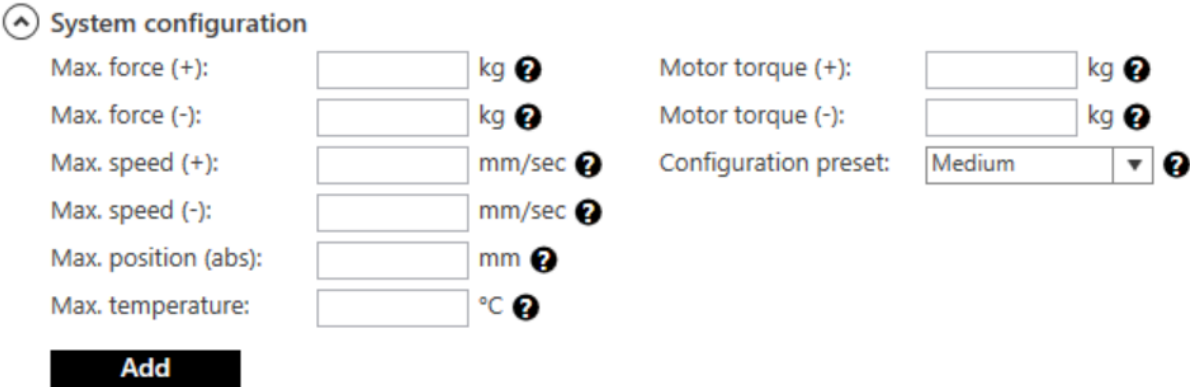 System configuration
Max. force (+): kg ? Motor torque (+): kg ?
Max. force (-): kg ? Motor torque (-): kg ?
Max. speed (+): mm/sec ? Configuration preset: Medium ?
Max. speed (-): mm/sec ?
Max. position (abs): mm ?
Max. temperature: °C ?
Add